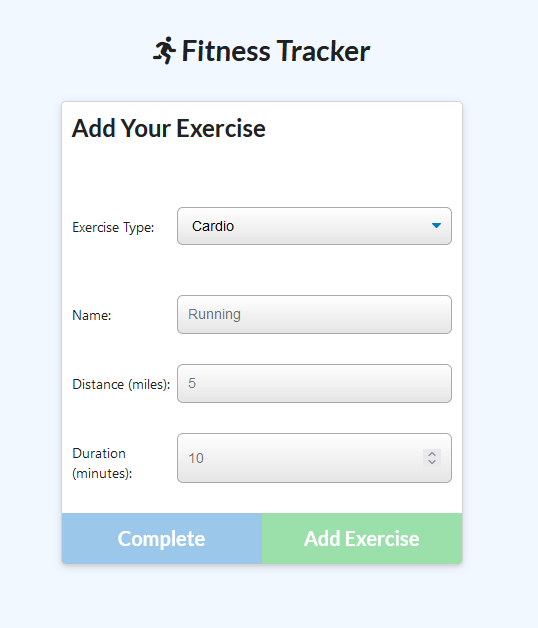 Fitness Tracker
Add Your Exercise
Exercise Type: Cardio
Name: Running
Distance (miles): 5
Duration
(minutes): 10
Complete Add Exercise